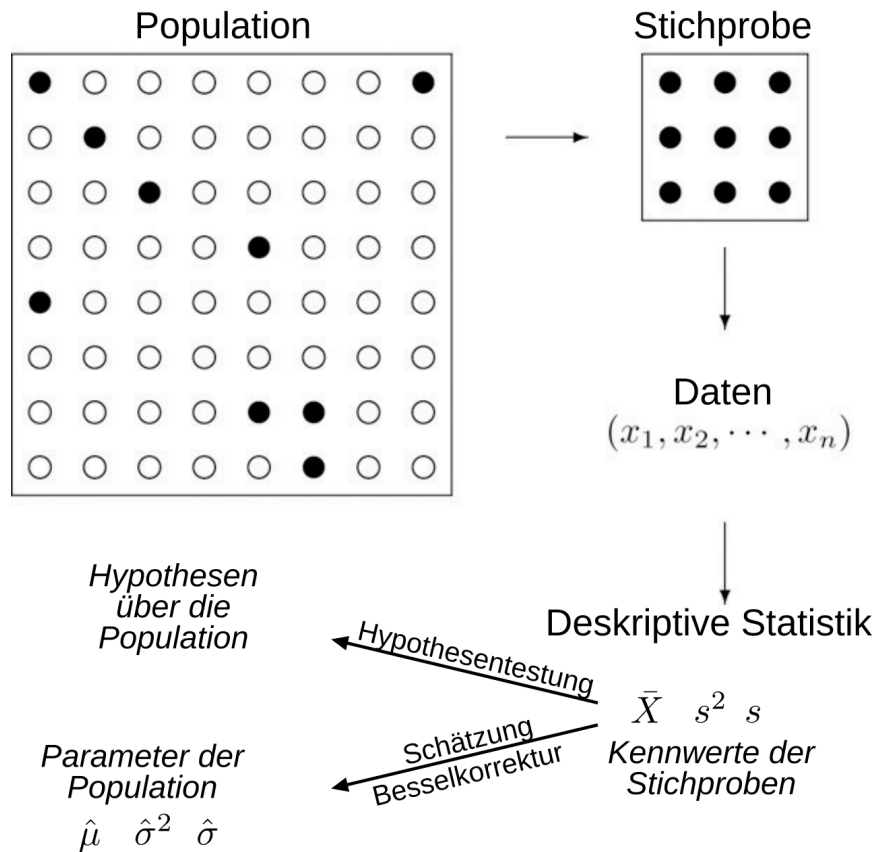 Population
Stichprobe
Daten
(x₁, x₂, ⋯ , xₙ)
Deskriptive Statistik
X̄ s² s
Kennwerte der
Stichproben
Hypothesentestung
Hypothesen
über die
Population
Schätzung
Besselkorrektur
Parameter der
Population
μ̂ σ̂² σ̂